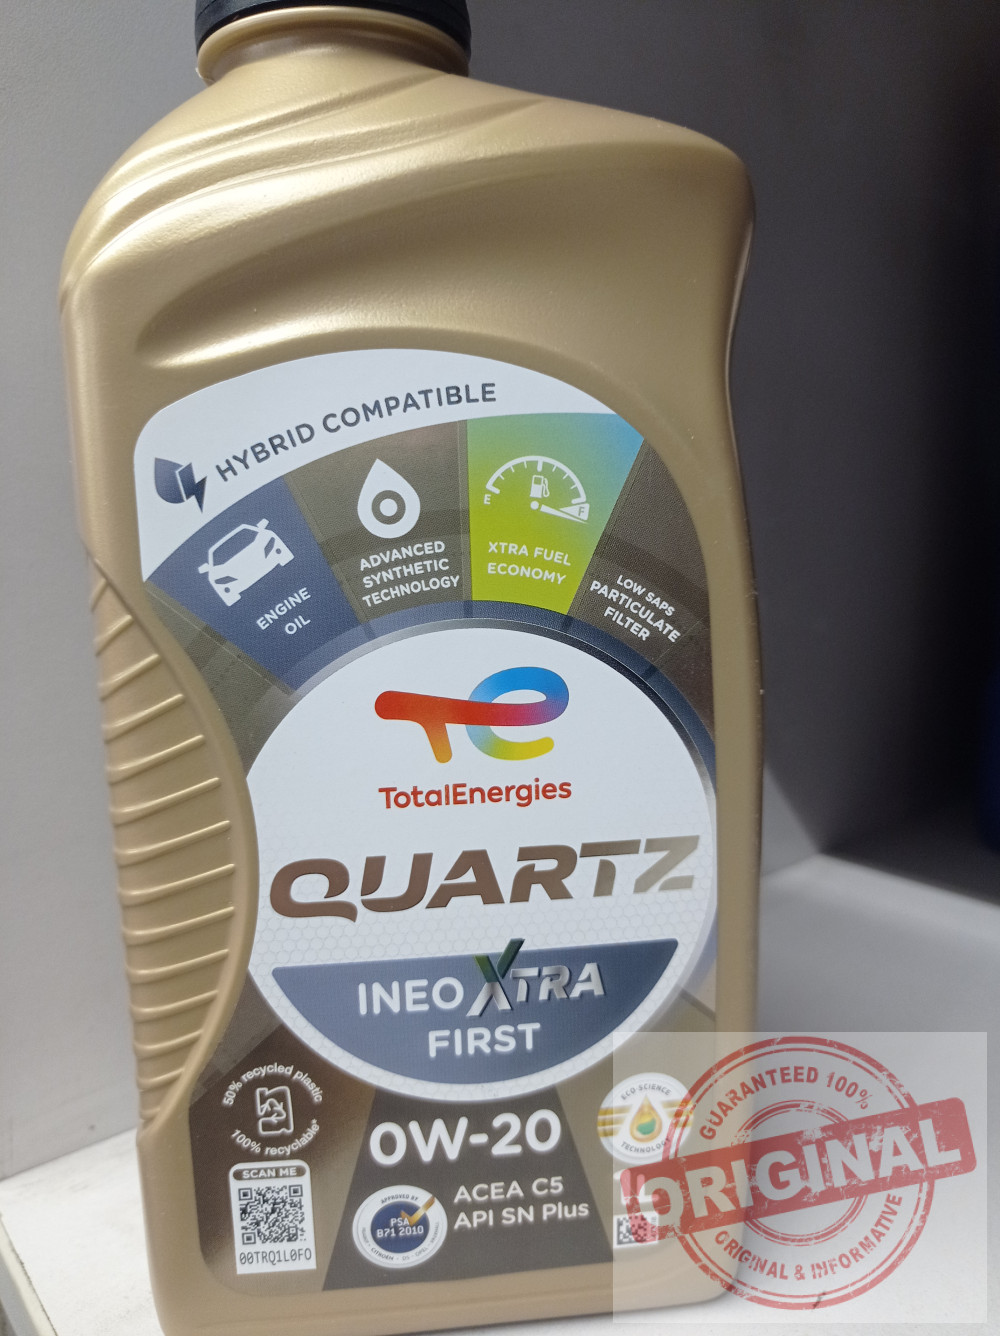 HYBRID COMPATIBLE
ENGINE
OIL
ADVANCED
SYNTHETIC
TECHNOLOGY
E
F
XTRA FUEL
ECONOMY
LOW SAPS
PARTICULATE
FILTER
TotalEnergies
QUARTZ
INEO XTRA
FIRST
50% recycled plastic
100% recyclable*
SCAN ME
00TRQ1L0FO
0W-20
APPROVED BY
PSA
B71 2010
ACEA C5
API SN Plus
ECO SCIENCE
TECHNOLOGY
GUARANTEED 100%
ORIGINAL
ORIGINAL & INFORMATIVE